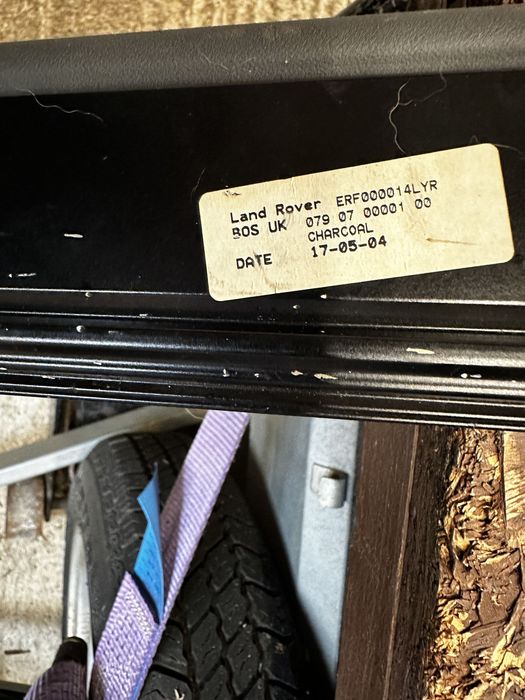 Land Rover ERF000014LYR
BOS UK 079 07 00001 00
CHARCOAL
DATE 17-05-04